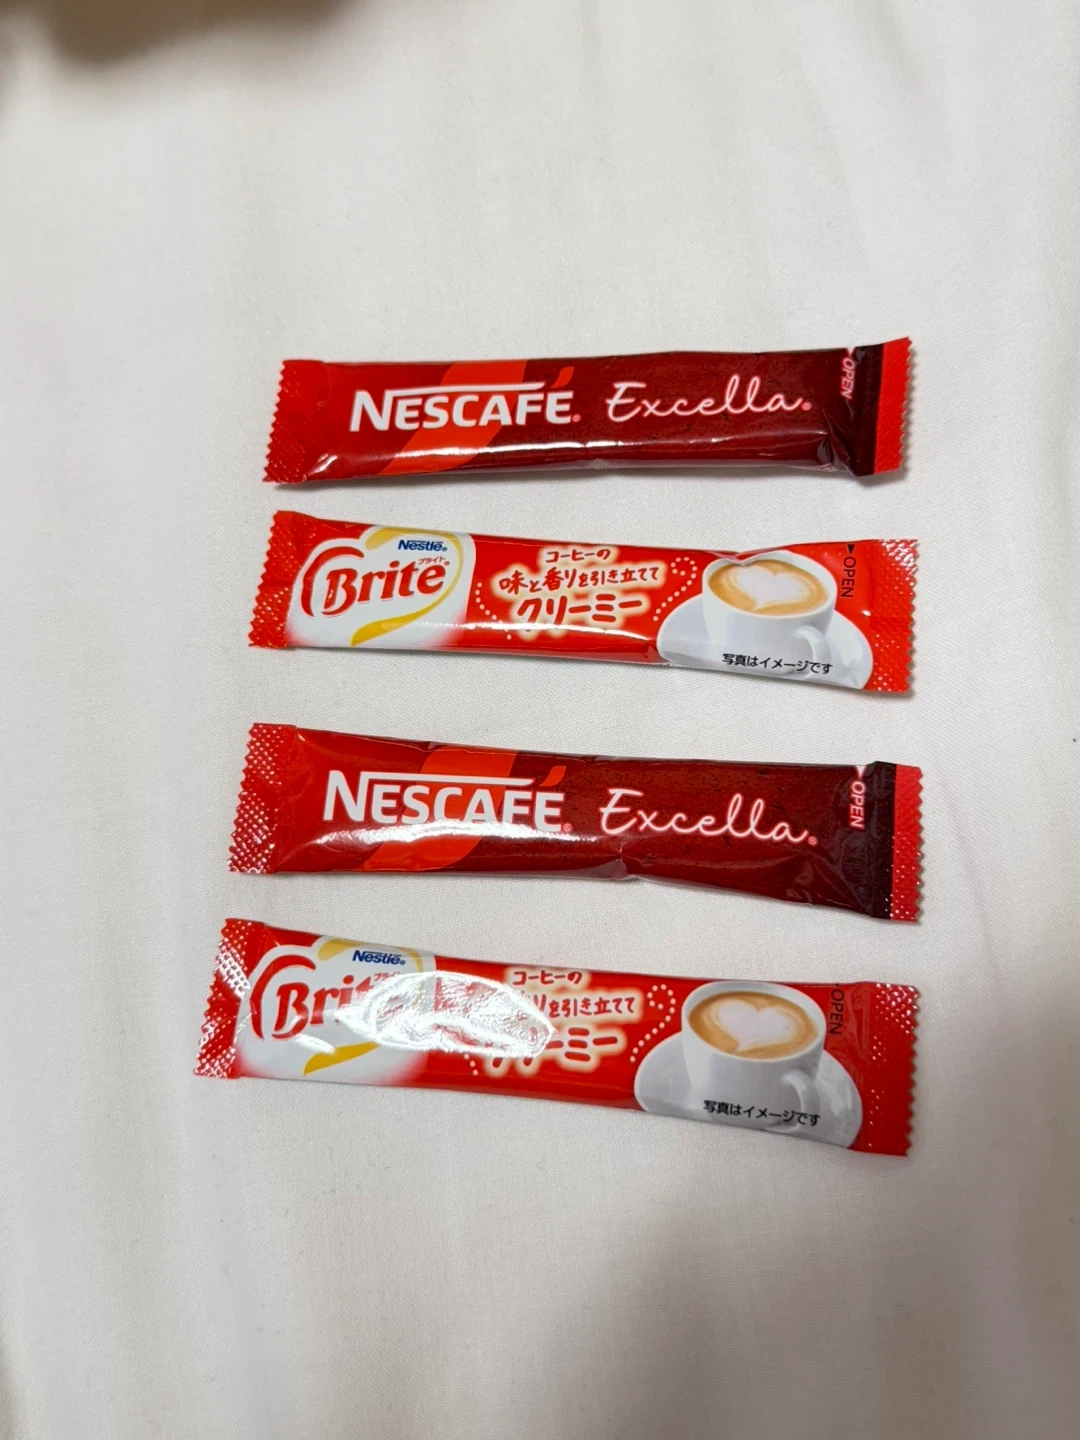 NESCAFÉ® Excella®
OPEN
Nestlé®
ブライト
Brite®
コーヒーの
味と香りを引き立てて
クリーミー
OPEN
写真はイメージです
NESCAFÉ® Excella®
OPEN
Nestlé®
コーヒーの
りを引き立てて
ーミー
OPEN
写真はイメージです